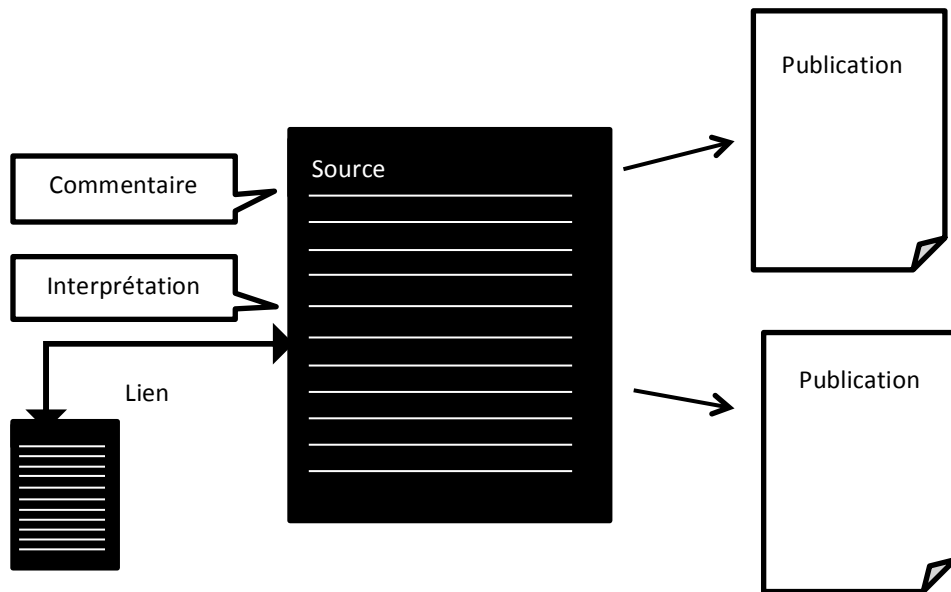 Publication
Source
Commentaire
Interprétation
Lien
Publication